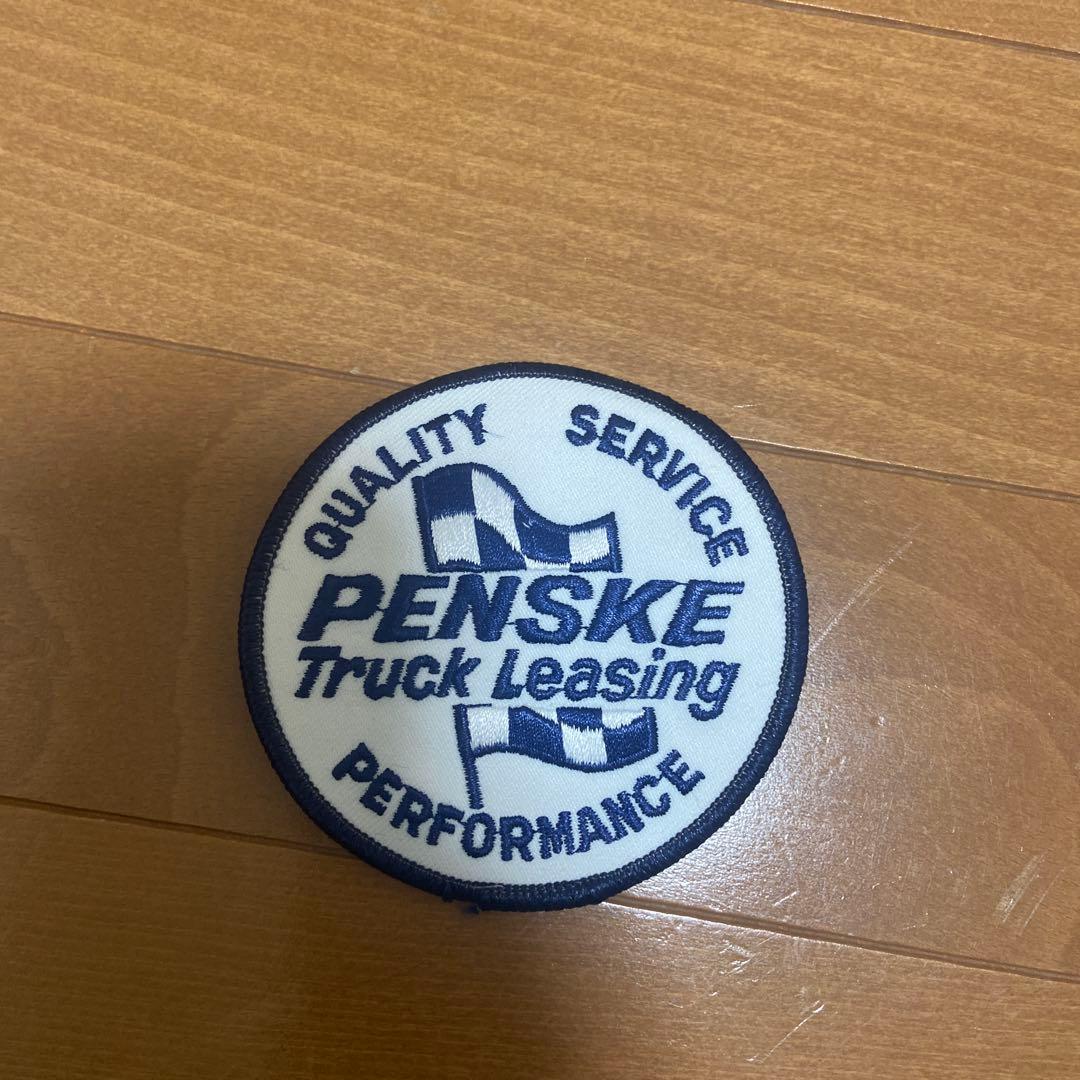 QUALITY SERVICE
PENSKE
Truck Leasing
PERFORMANCE